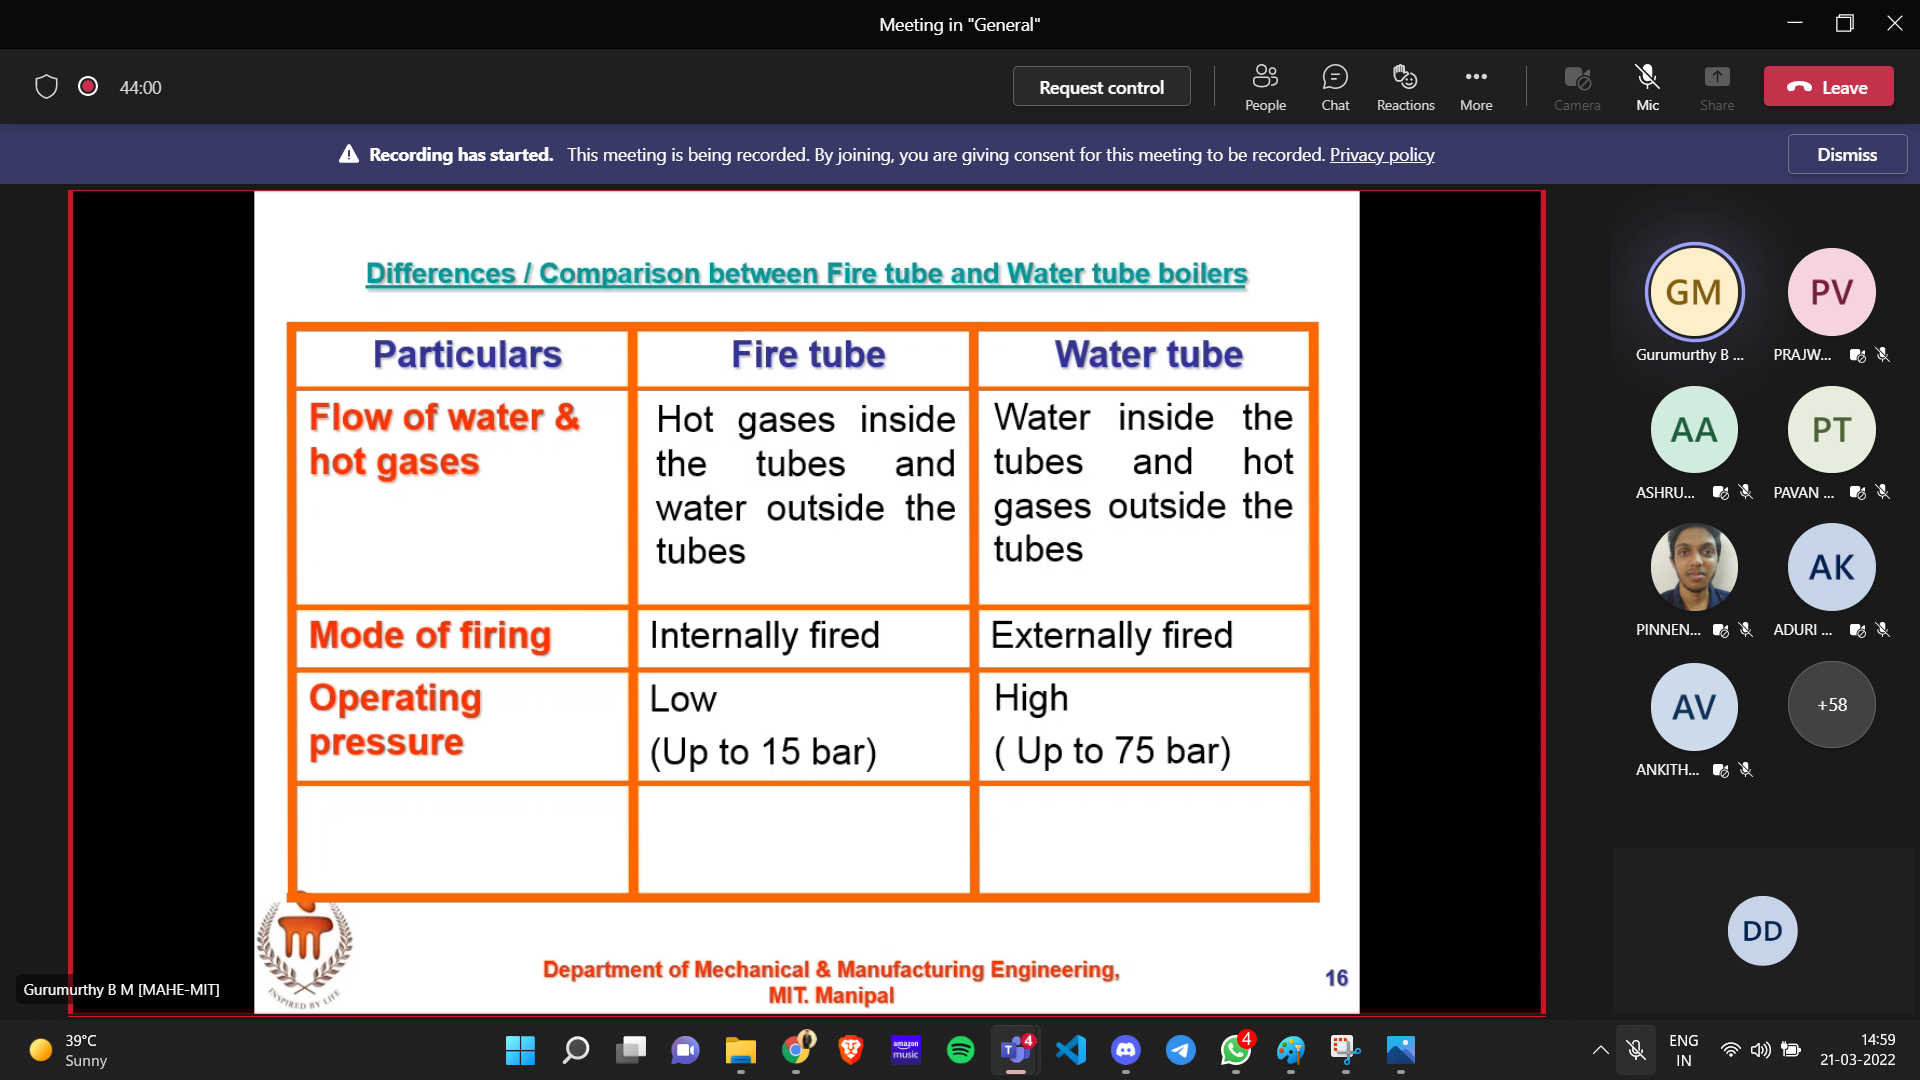 Meeting in "General"
44:00
Request control
People
Chat
Reactions
More
Camera
Mic
Share
Leave
Recording has started. This meeting is being recorded. By joining, you are giving consent for this meeting to be recorded. Privacy policy
Dismiss
Differences / Comparison between Fire tube and Water tube boilers
Particulars
Fire tube
Water tube
Flow of water &
hot gases
Hot gases inside
the tubes and
water outside the
tubes
Water inside the
tubes and hot
gases outside the
tubes
Mode of firing
Internally fired
Externally fired
Operating
pressure
Low
(Up to 15 bar)
High
( Up to 75 bar)
INSPIRED BY LIFE
Department of Mechanical & Manufacturing Engineering,
MIT. Manipal
16
Gurumurthy B M [MAHE-MIT]
GM
Gurumurthy B ...
PV
PRAJW...
AA
ASHRU...
PT
PAVAN ...
PINNEN...
AK
ADURI ...
AV
ANKITH...
+58
DD
39°C
Sunny
amazon
music
4
4
ENG
IN
14:59
21-03-2022